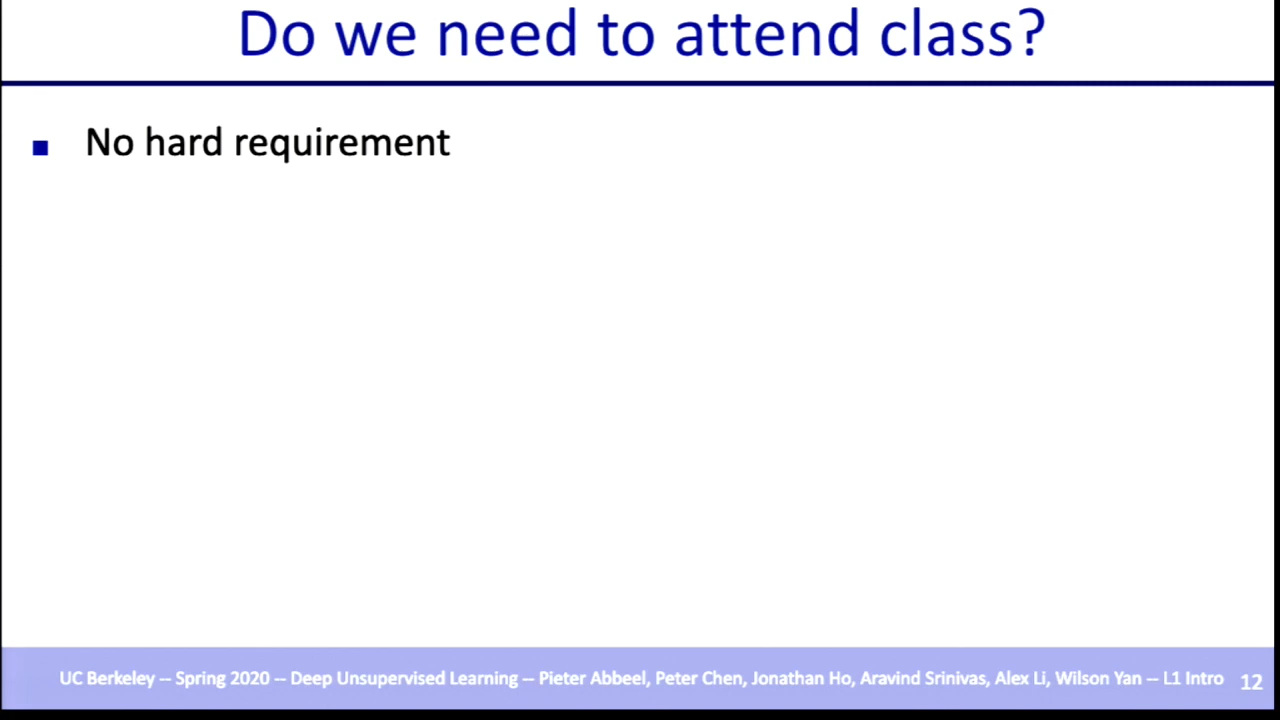 Do we need to attend class?
No hard requirement
UC Berkeley -- Spring 2020 -- Deep Unsupervised Learning -- Pieter Abbeel, Peter Chen, Jonathan Ho, Aravind Srinivas, Alex Li, Wilson Yan -- L1 Intro 12